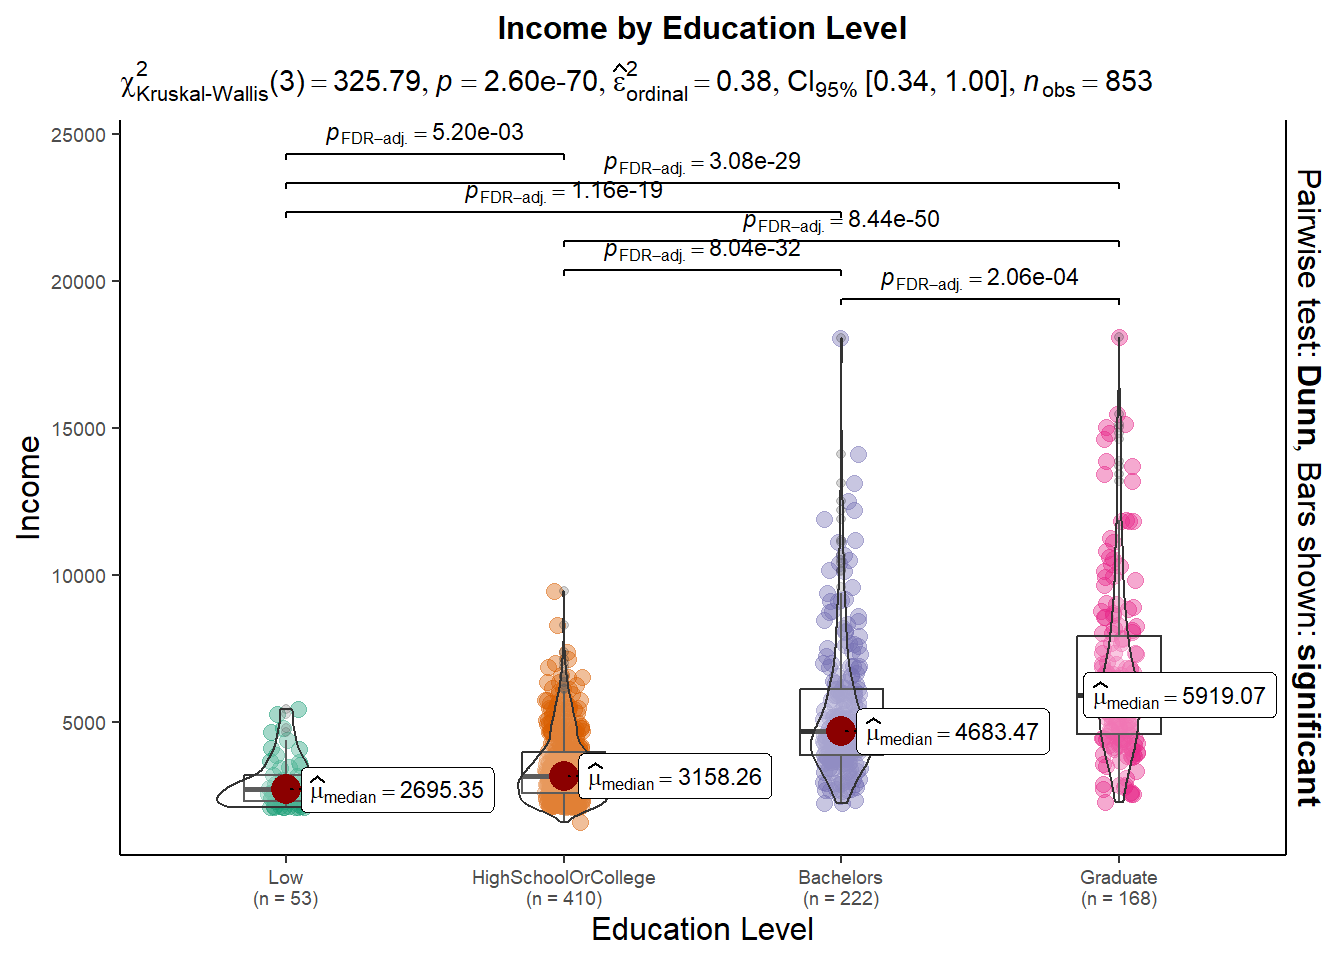 Income by Education Level
χ²Kruskal-Wallis(3) = 325.79, p = 2.60e-70, ε̂²ordinal = 0.38, CI95% [0.34, 1.00], nobs = 853
25000
pFDR–adj. = 5.20e-03
pFDR–adj. = 3.08e-29
pFDR–adj. = 1.16e-19
pFDR–adj. = 8.44e-50
pFDR–adj. = 8.04e-32
20000
pFDR–adj. = 2.06e-04
15000
10000
5000
μ̂median = 5919.07
μ̂median = 4683.47
μ̂median = 3158.26
μ̂median = 2695.35
Income
Pairwise test: Dunn, Bars shown: significant
Low
(n = 53)
HighSchoolOrCollege
(n = 410)
Bachelors
(n = 222)
Graduate
(n = 168)
Education Level